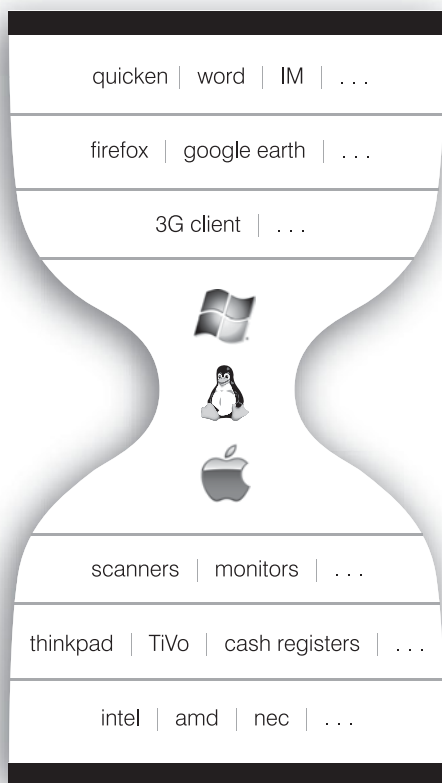 quicken | word | IM | . . .
firefox | google earth | . . .
3G client | . . .
scanners | monitors | . . .
thinkpad | TiVo | cash registers | . . .
intel | amd | nec | . . .